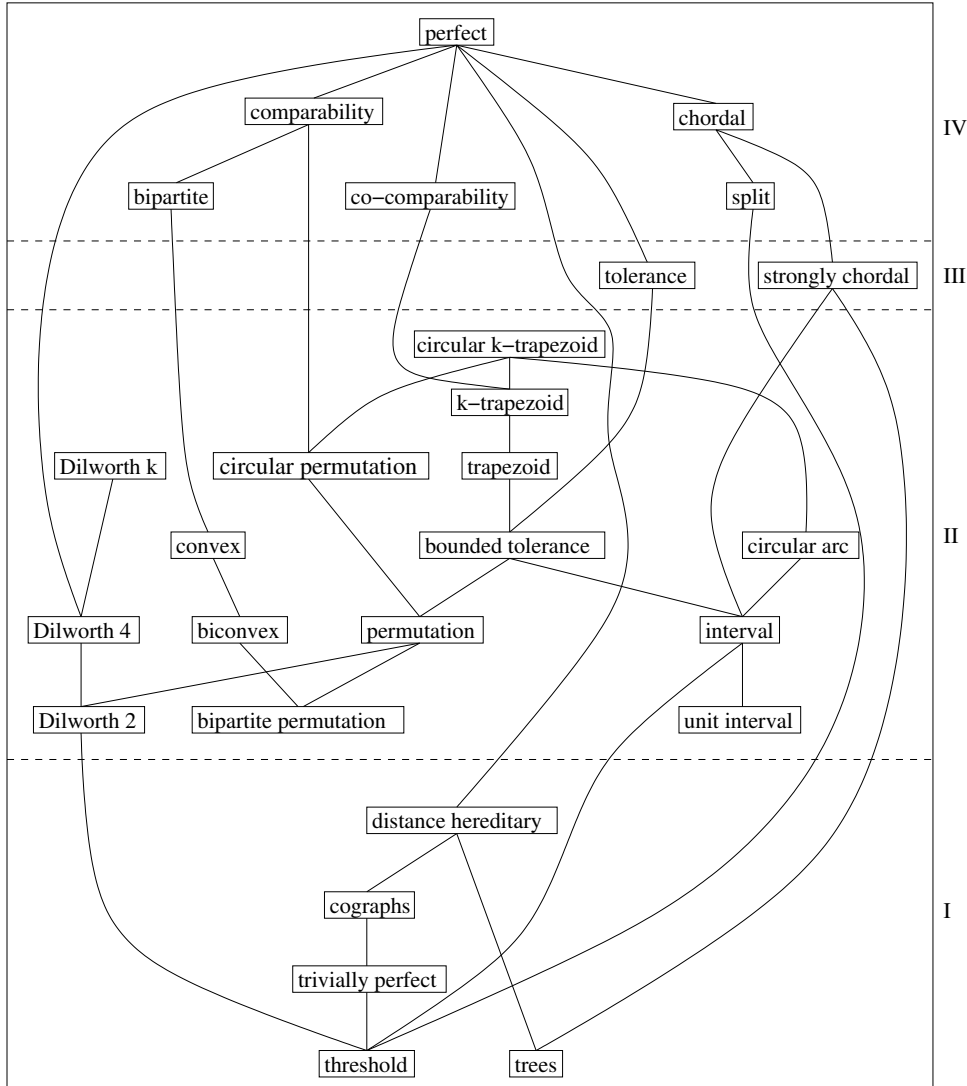 perfect
comparability
chordal
IV
bipartite
co−comparability
split
tolerance
strongly chordal
III
circular k−trapezoid
k−trapezoid
Dilworth k
circular permutation
trapezoid
convex
bounded tolerance
circular arc
II
Dilworth 4
biconvex
permutation
interval
Dilworth 2
bipartite permutation
unit interval
distance hereditary
cographs
I
trivially perfect
threshold
trees